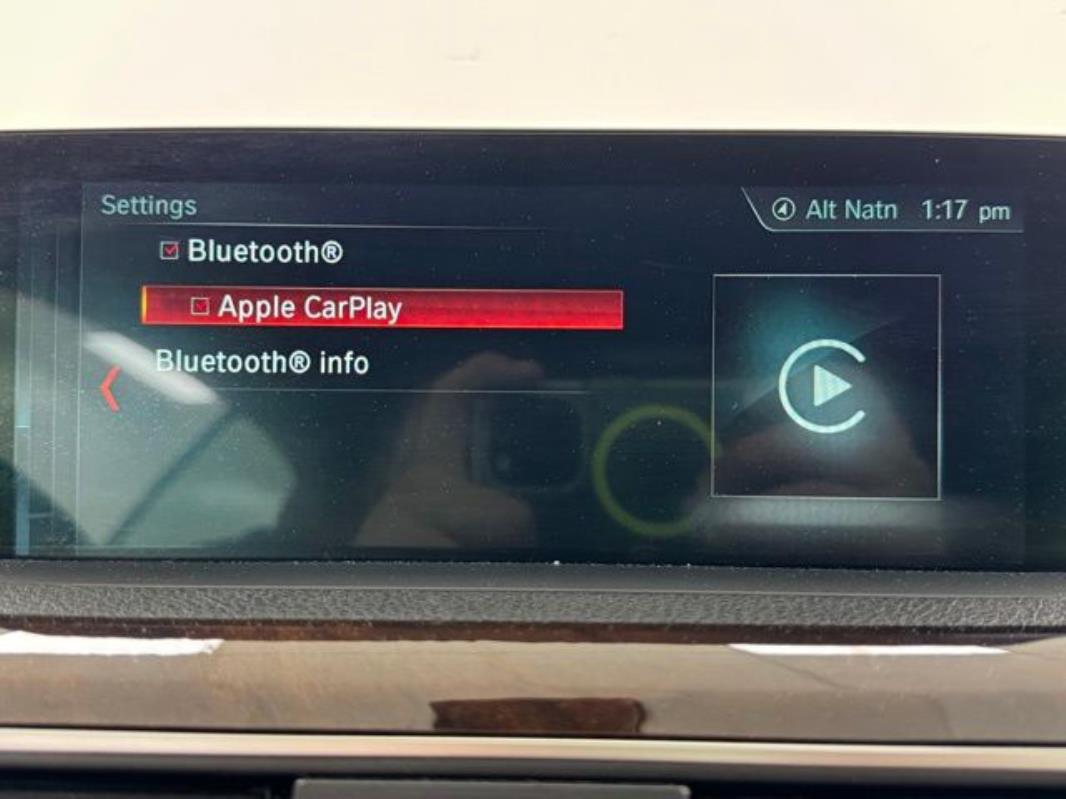 Settings
Alt Natn 1:17 pm
Bluetooth®
Apple CarPlay
Bluetooth® info